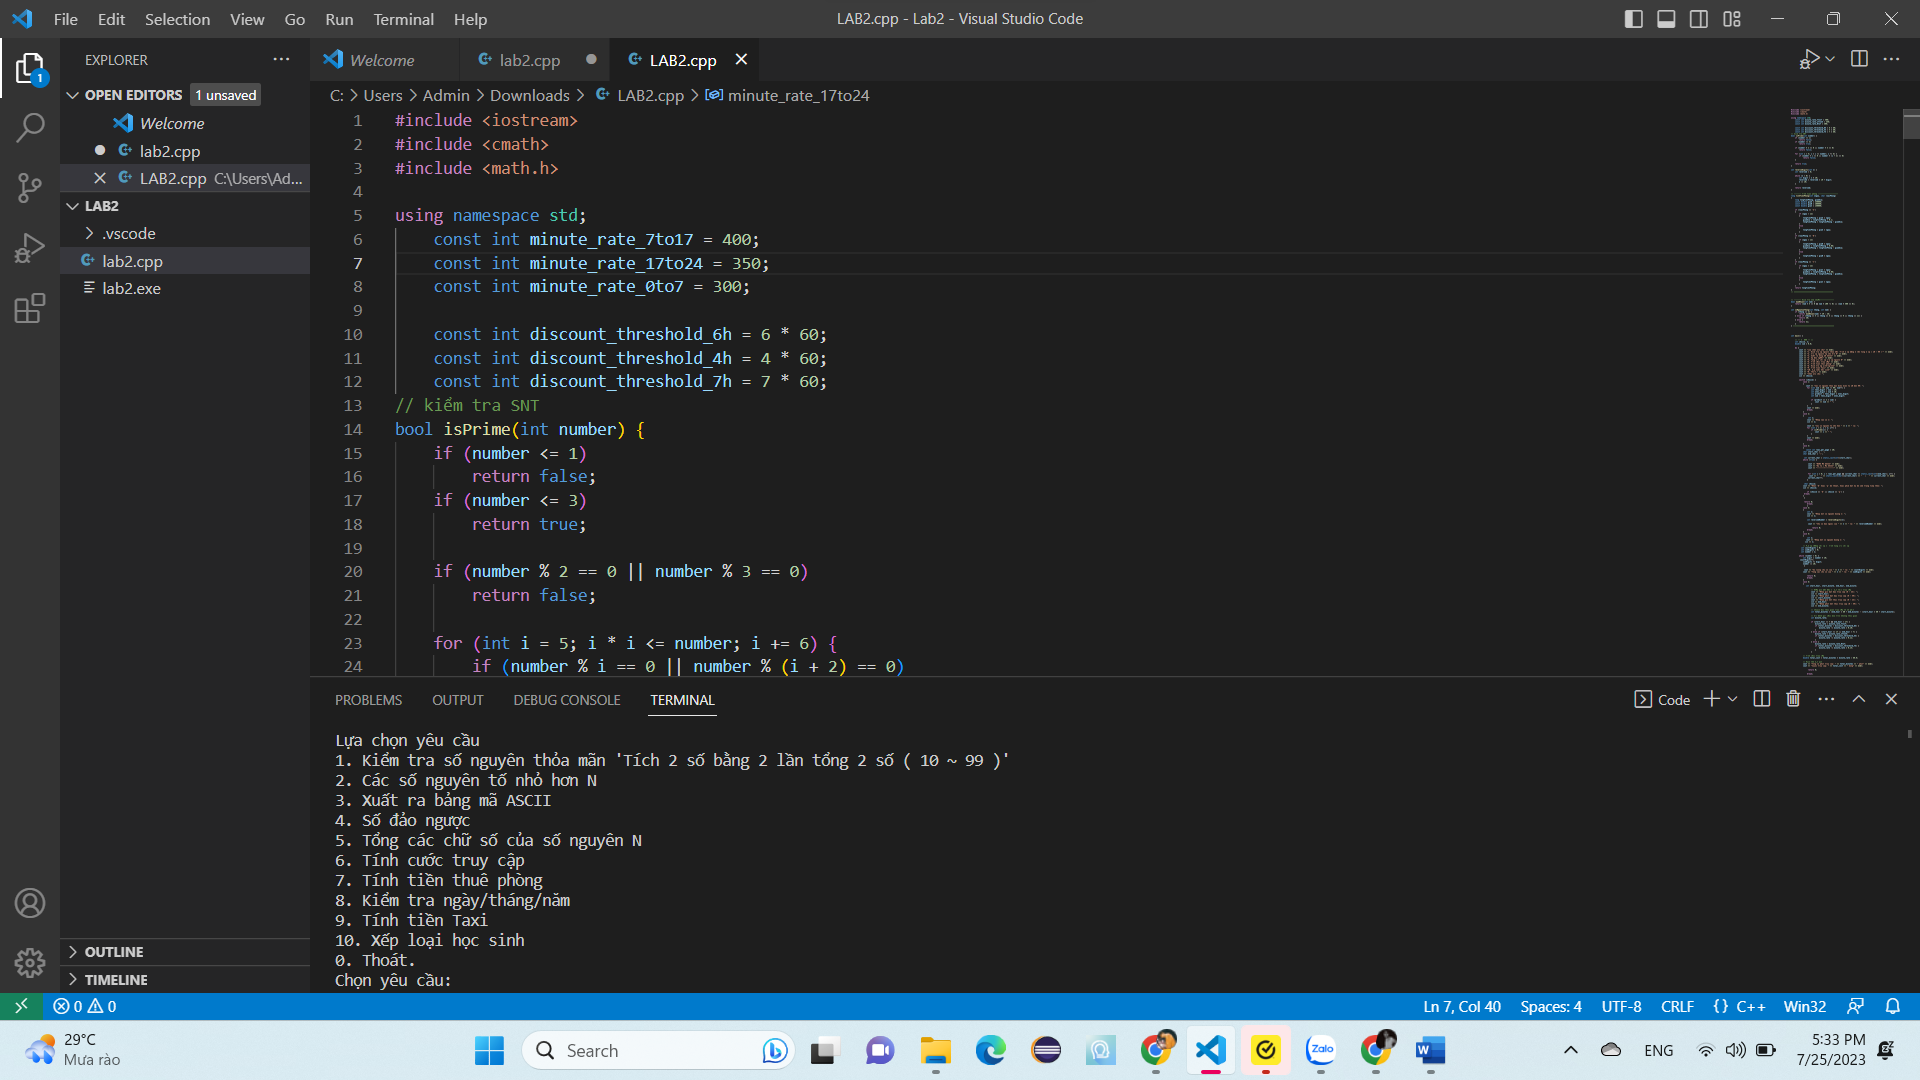 File Edit Selection View Go Run Terminal Help
LAB2.cpp - Lab2 - Visual Studio Code
EXPLORER
OPEN EDITORS 1 unsaved
Welcome
lab2.cpp
LAB2.cpp C:\Users\Ad...
LAB2
.vscode
lab2.cpp
lab2.exe
OUTLINE
TIMELINE
Welcome lab2.cpp LAB2.cpp
C: > Users > Admin > Downloads > LAB2.cpp > minute_rate_17to24
1 #include <iostream>
2 #include <cmath>
3 #include <math.h>
4
5 using namespace std;
6 const int minute_rate_7to17 = 400;
7 const int minute_rate_17to24 = 350;
8 const int minute_rate_0to7 = 300;
9
10 const int discount_threshold_6h = 6 * 60;
11 const int discount_threshold_4h = 4 * 60;
12 const int discount_threshold_7h = 7 * 60;
13 // kiểm tra SNT
14 bool isPrime(int number) {
15 if (number <= 1)
16 return false;
17 if (number <= 3)
18 return true;
19
20 if (number % 2 == 0 || number % 3 == 0)
21 return false;
22
23 for (int i = 5; i * i <= number; i += 6) {
24 if (number % i == 0 || number % (i + 2) == 0)
PROBLEMS OUTPUT DEBUG CONSOLE TERMINAL
Code
Lựa chọn yêu cầu
1. Kiểm tra số nguyên thỏa mãn 'Tích 2 số bằng 2 lần tổng 2 số ( 10 ~ 99 )'
2. Các số nguyên tố nhỏ hơn N
3. Xuất ra bảng mã ASCII
4. Số đảo ngược
5. Tổng các chữ số của số nguyên N
6. Tính cước truy cập
7. Tính tiền thuê phòng
8. Kiểm tra ngày/tháng/năm
9. Tính tiền Taxi
10. Xếp loại học sinh
0. Thoát.
Chọn yêu cầu:
1
0 0
Ln 7, Col 40 Spaces: 4 UTF-8 CRLF {} C++ Win32
29°C
Mưa rào
Search
Zalo
ENG
5:33 PM
7/25/2023